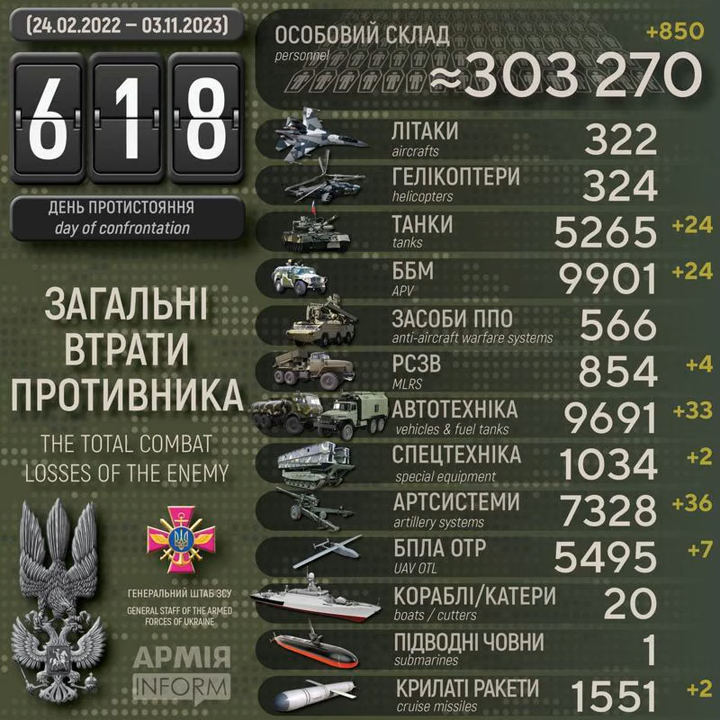 (24.02.2022 – 03.11.2023)
618
ДЕНЬ ПРОТИСТОЯННЯ
day of confrontation
ЗАГАЛЬНІ
ВТРАТИ
ПРОТИВНИКА
THE TOTAL COMBAT
LOSSES OF THE ENEMY
ГЕНЕРАЛЬНИЙ ШТАБ ЗСУ
GENERAL STAFF OF THE ARMED
FORCES OF UKRAINE
АРМІЯ
INFORM
ОСОБОВИЙ СКЛАД +850
personnel
≈303 270
ЛІТАКИ 322
aircrafts
ГЕЛІКОПТЕРИ 324
helicopters
ТАНКИ 5265 +24
tanks
ББМ 9901 +24
APV
ЗАСОБИ ППО 566
anti-aircraft warfare systems
РСЗВ 854 +4
MLRS
АВТОТЕХНІКА 9691 +33
vehicles & fuel tanks
СПЕЦТЕХНІКА 1034 +2
special equipment
АРТСИСТЕМИ 7328 +36
artillery systems
БПЛА ОТР 5495 +7
UAV OTL
КОРАБЛІ/КАТЕРИ 20
boats / cutters
ПІДВОДНІ ЧОВНИ 1
submarines
КРИЛАТІ РАКЕТИ 1551 +2
cruise missiles